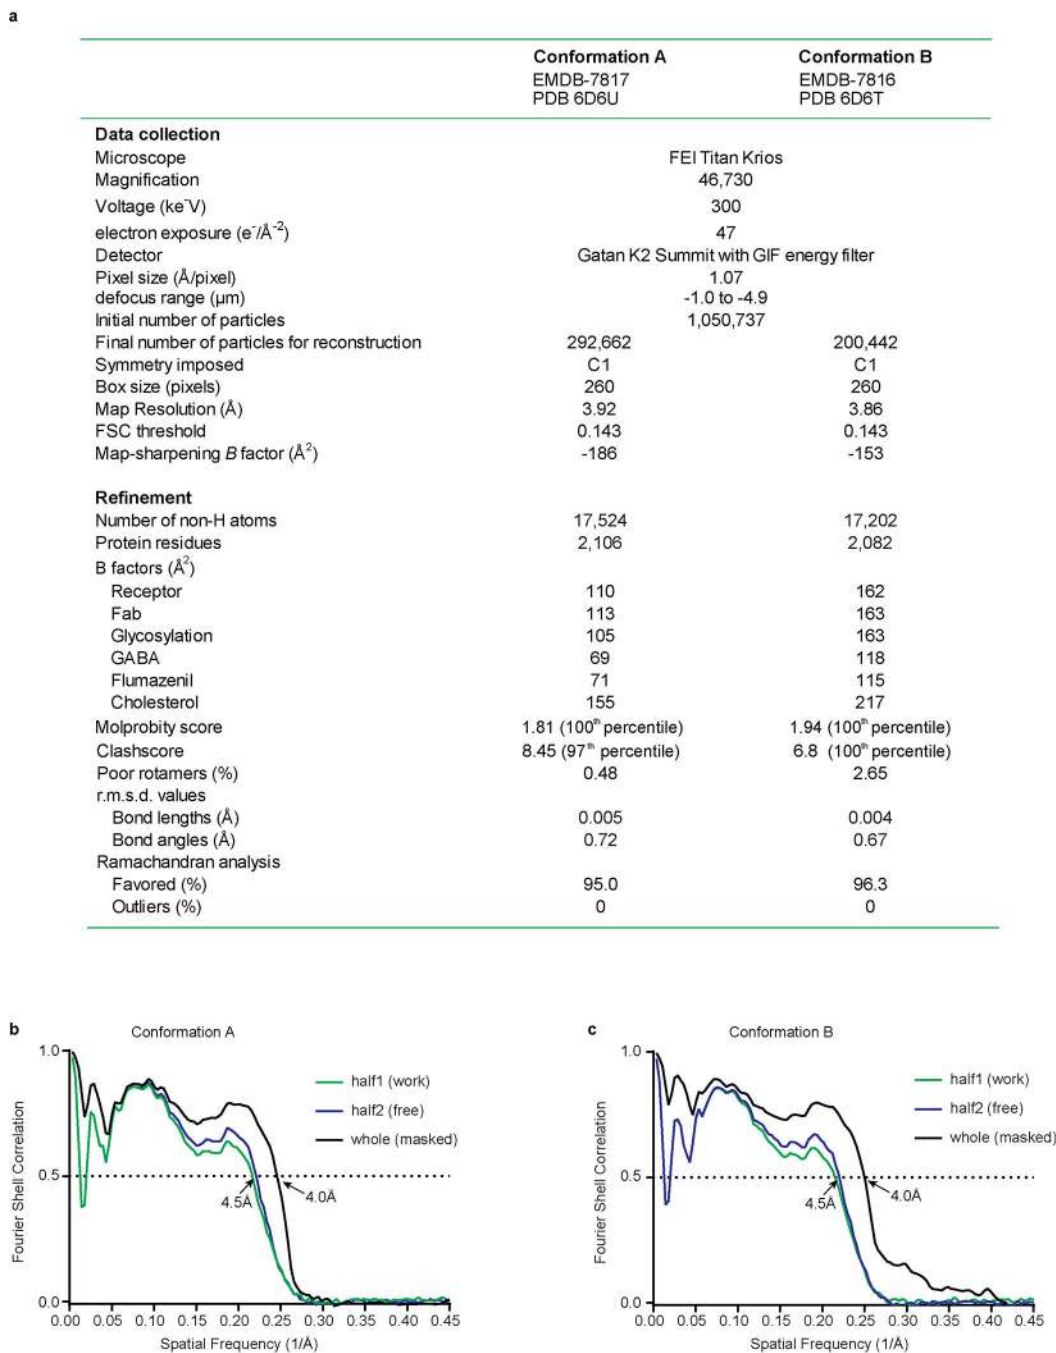 a
Conformation A Conformation B
EMDB-7817 EMDB-7816
PDB 6D6U PDB 6D6T
Data collection
Microscope FEI Titan Krios
Magnification 46,730
Voltage (ke⁻V) 300
electron exposure (e⁻/Å⁻²) 47
Detector Gatan K2 Summit with GIF energy filter
Pixel size (Å/pixel) 1.07
defocus range (µm) -1.0 to -4.9
Initial number of particles 1,050,737
Final number of particles for reconstruction 292,662 200,442
Symmetry imposed C1 C1
Box size (pixels) 260 260
Map Resolution (Å) 3.92 3.86
FSC threshold 0.143 0.143
Map-sharpening B factor (Å²) -186 -153
Refinement
Number of non-H atoms 17,524 17,202
Protein residues 2,106 2,082
B factors (Å²)
Receptor 110 162
Fab 113 163
Glycosylation 105 163
GABA 69 118
Flumazenil 71 115
Cholesterol 155 217
Molprobity score 1.81 (100th percentile) 1.94 (100th percentile)
Clashscore 8.45 (97th percentile) 6.8 (100th percentile)
Poor rotamers (%) 0.48 2.65
r.m.s.d. values
Bond lengths (Å) 0.005 0.004
Bond angles (Å) 0.72 0.67
Ramachandran analysis
Favored (%) 95.0 96.3
Outliers (%) 0 0
b Conformation A
1.0
0.5
0.0
Fourier Shell Correlation
half1 (work)
half2 (free)
whole (masked)
4.5Å 4.0Å
0.00 0.05 0.10 0.15 0.20 0.25 0.30 0.35 0.40 0.45
Spatial Frequency (1/Å)
c Conformation B
1.0
0.5
0.0
Fourier Shell Correlation
half1 (work)
half2 (free)
whole (masked)
4.5Å 4.0Å
0.00 0.05 0.10 0.15 0.20 0.25 0.30 0.35 0.40 0.45
Spatial Frequency (1/Å)